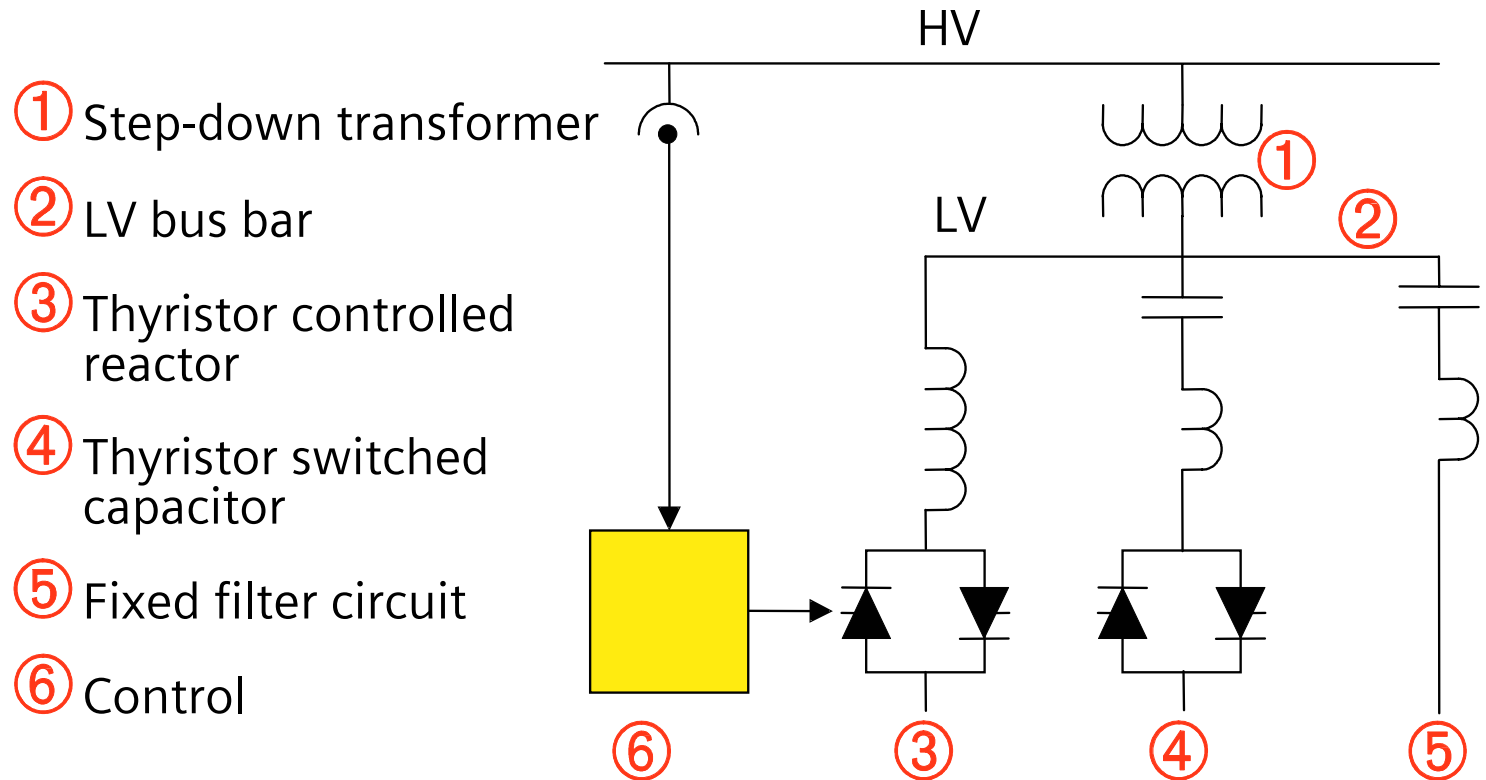 HV
① Step-down transformer
①
② LV bus bar
LV
②
③ Thyristor controlled
reactor
④ Thyristor switched
capacitor
⑤ Fixed filter circuit
⑥ Control
⑥
③
④
⑤